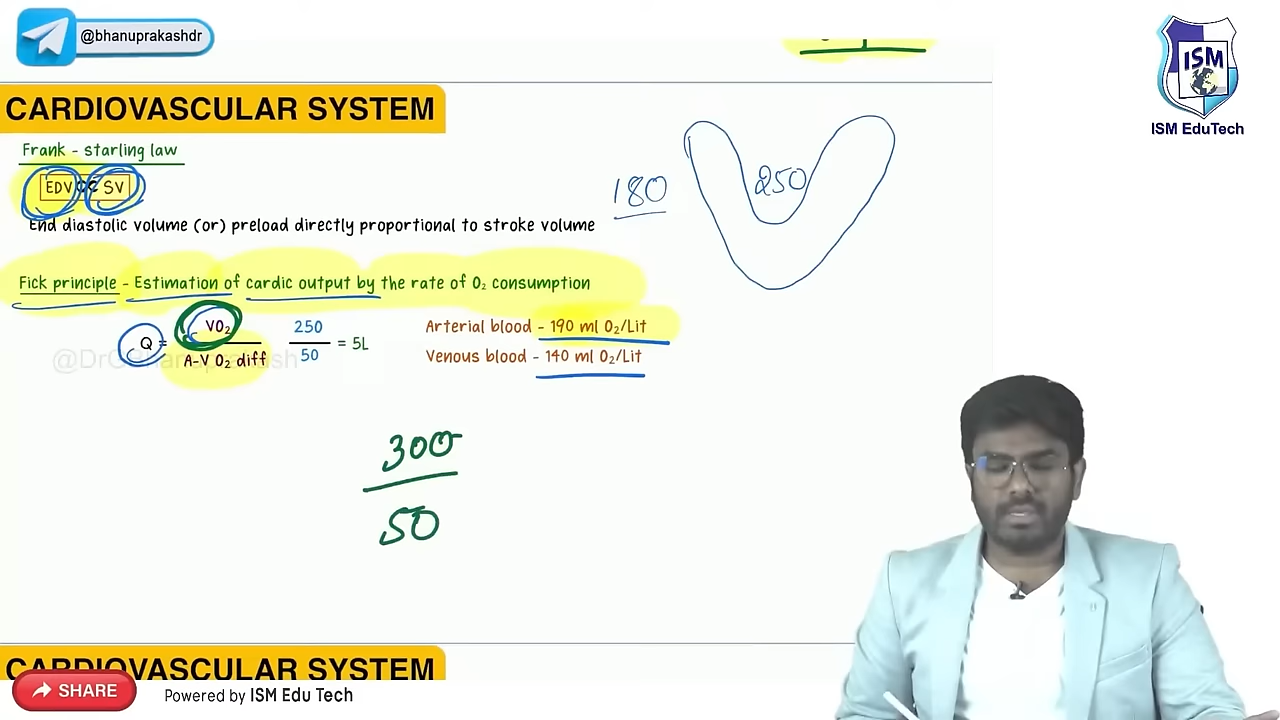 @bhanuprakashdr
ISM
ISM EduTech
CARDIOVASCULAR SYSTEM
Frank - starling law
EDV ∝ SV
End diastolic volume (or) preload directly proportional to stroke volume
180
250
Fick principle - Estimation of cardic output by the rate of O₂ consumption
Q = VO₂ / A-V O₂ diff 250 / 50 = 5L
Arterial blood - 190 ml O₂/Lit
Venous blood - 140 ml O₂/Lit
300
50
CARDIOVASCULAR SYSTEM
SHARE
Powered by ISM Edu Tech